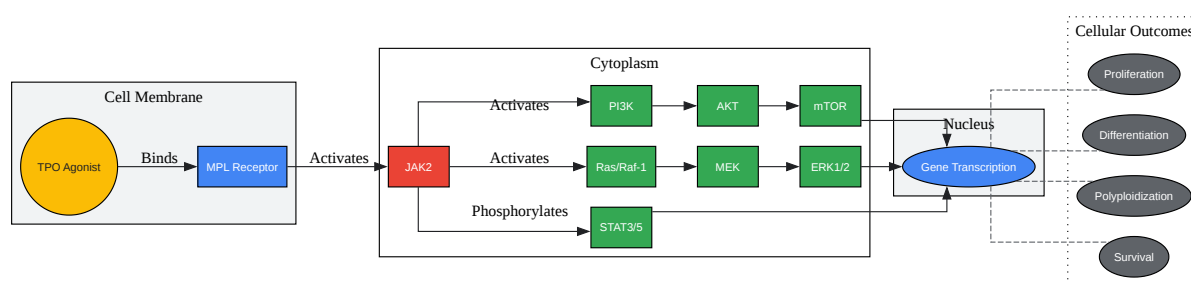 Cell Membrane
TPO Agonist
Binds
MPL Receptor
Activates
Cytoplasm
JAK2
Activates
PI3K
AKT
mTOR
Activates
Ras/Raf-1
MEK
ERK1/2
Phosphorylates
STAT3/5
Nucleus
Gene Transcription
Cellular Outcomes
Proliferation
Differentiation
Polyploidization
Survival